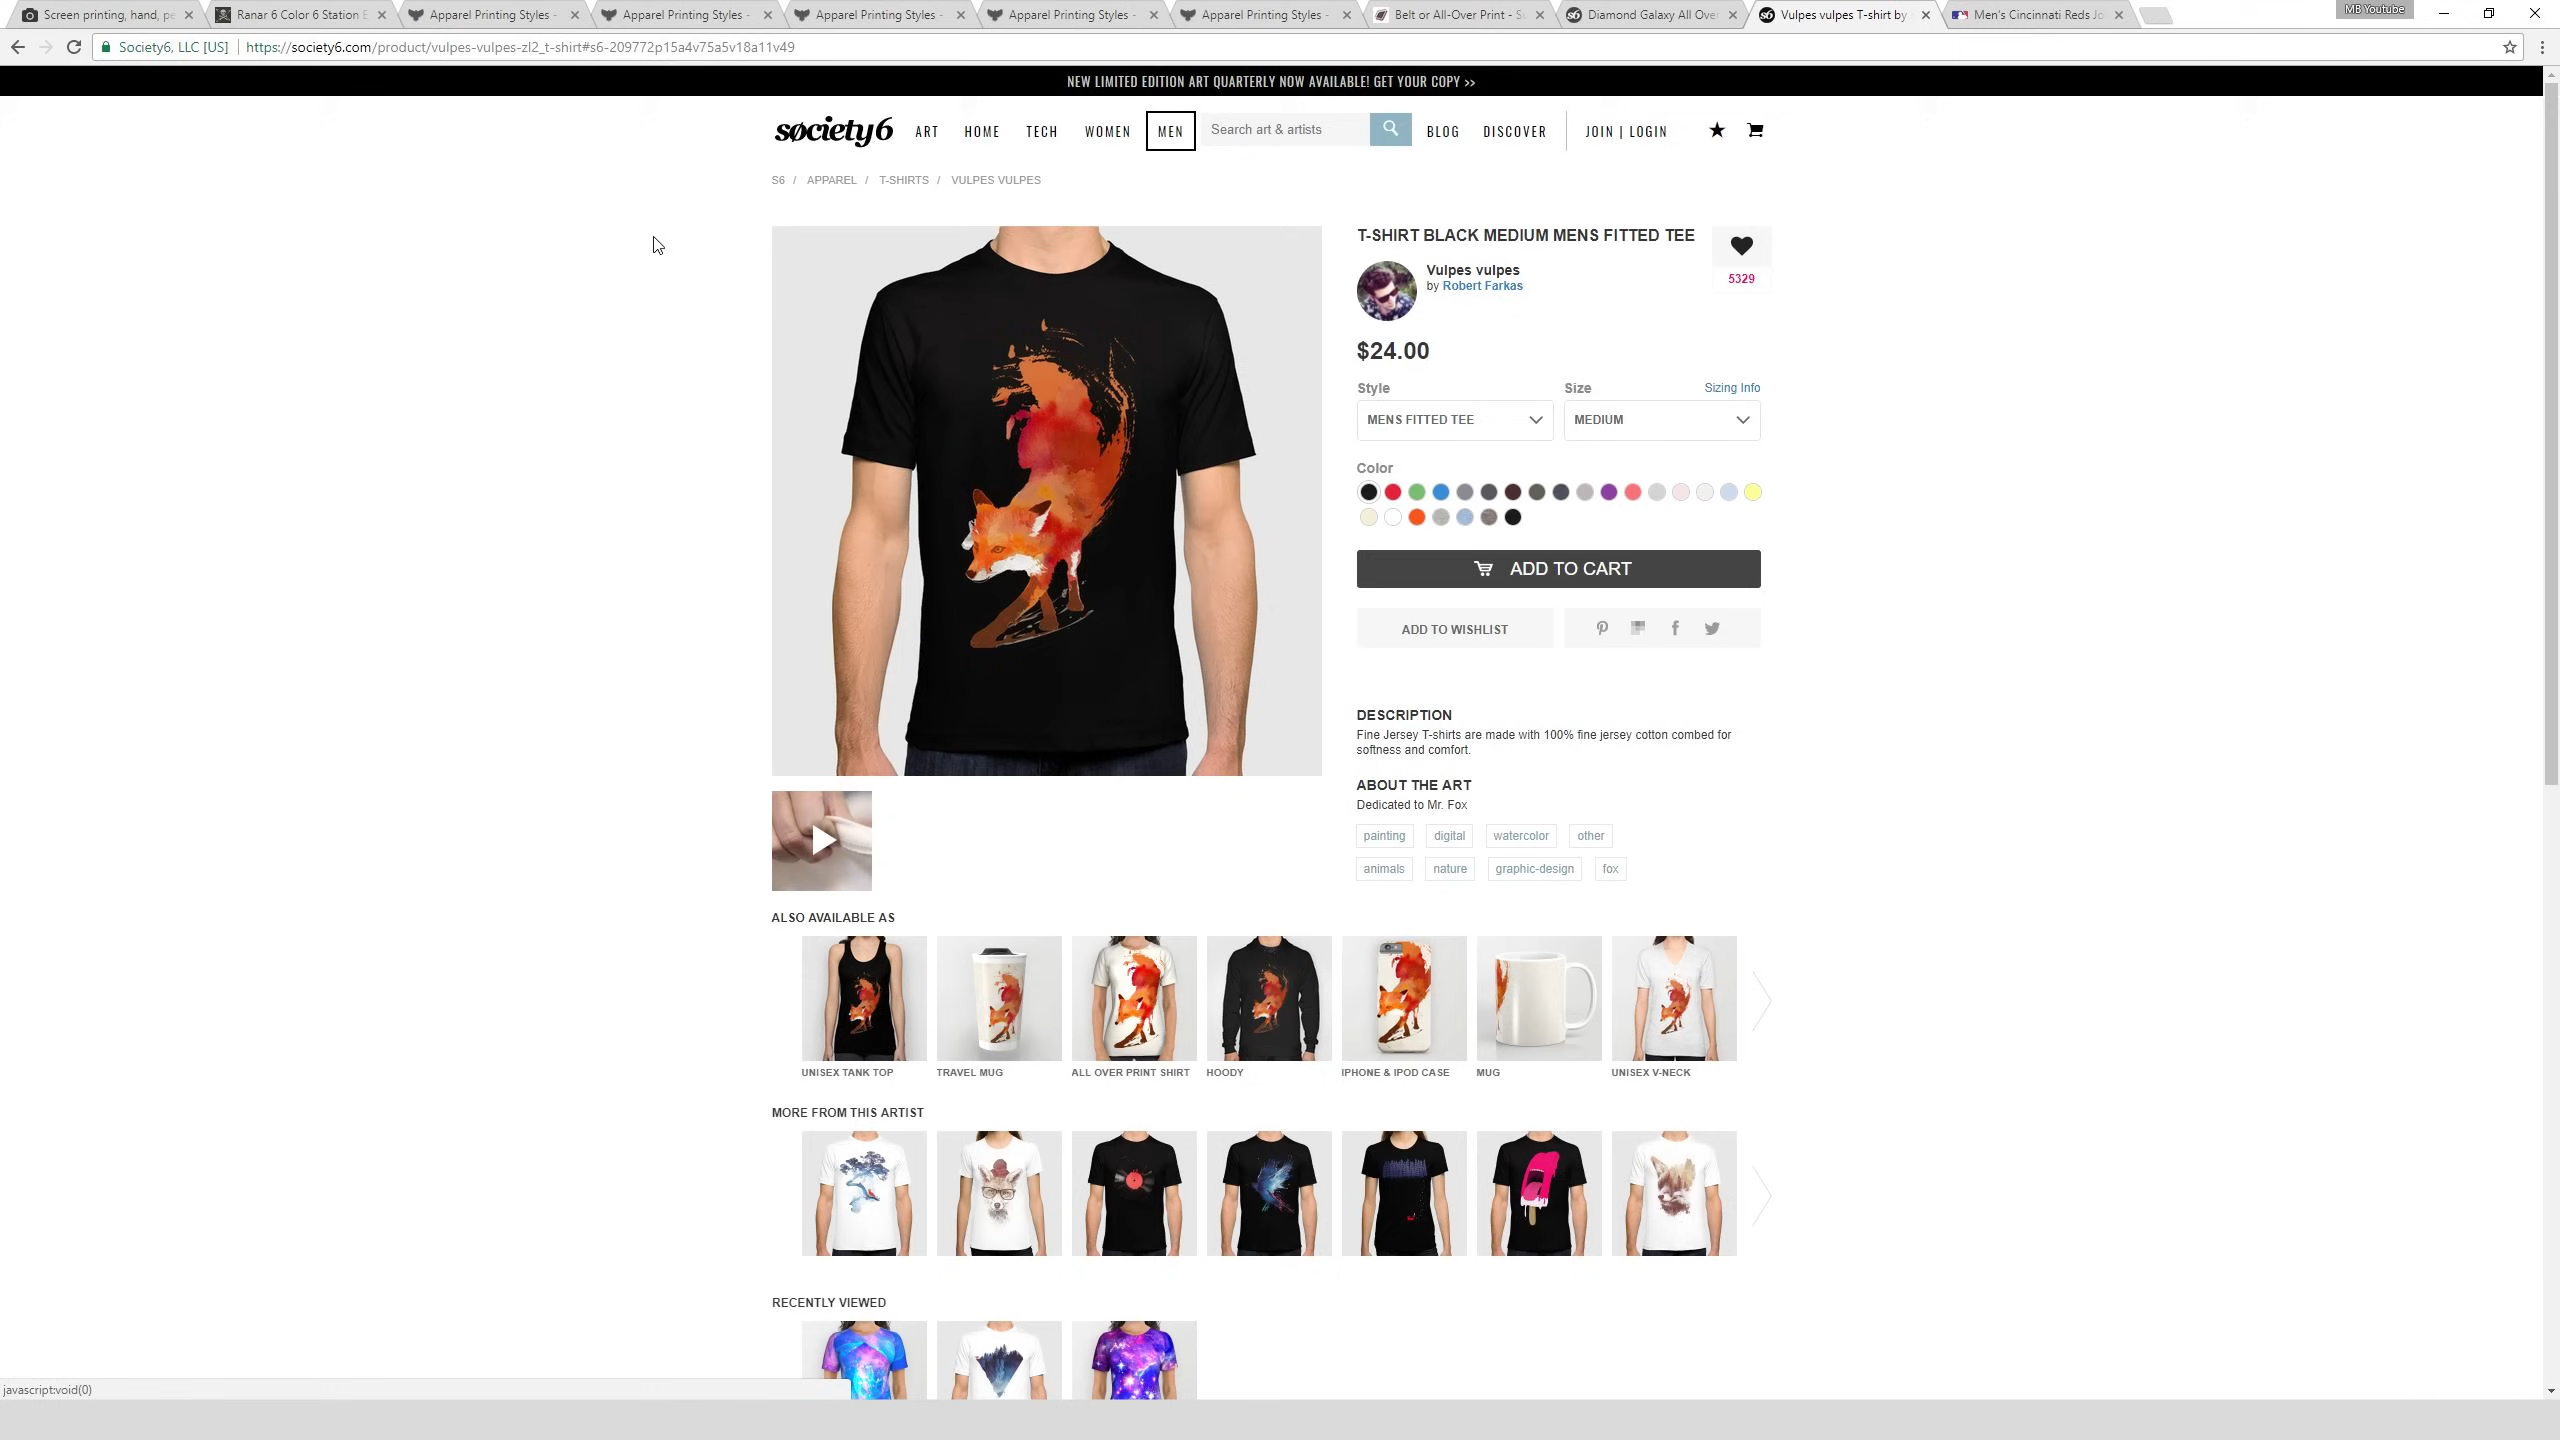 Screen printing, hand, pe
Ranar 6 Color 6 Station E
Apparel Printing Styles -
Apparel Printing Styles -
Apparel Printing Styles -
Apparel Printing Styles -
Apparel Printing Styles -
Belt or All-Over Print - Su
Diamond Galaxy All Over
Vulpes vulpes T-shirt by
Men's Cincinnati Reds Jo
MB Youtube
Society6, LLC [US]
https://society6.com/product/vulpes-vulpes-zl2_t-shirt#s6-209772p15a4v75a5v18a11v49
NEW LIMITED EDITION ART QUARTERLY NOW AVAILABLE! GET YOUR COPY >>
søciety6
ART
HOME
TECH
WOMEN
MEN
Search art & artists
BLOG
DISCOVER
JOIN | LOGIN
S6 / APPAREL / T-SHIRTS / VULPES VULPES
T-SHIRT BLACK MEDIUM MENS FITTED TEE
5329
Vulpes vulpes
by Robert Farkas
$24.00
Style
Size
Sizing Info
MENS FITTED TEE
MEDIUM
Color
ADD TO CART
ADD TO WISHLIST
DESCRIPTION
Fine Jersey T-shirts are made with 100% fine jersey cotton combed for
softness and comfort.
ABOUT THE ART
Dedicated to Mr. Fox
painting
digital
watercolor
other
animals
nature
graphic-design
fox
ALSO AVAILABLE AS
UNISEX TANK TOP
TRAVEL MUG
ALL OVER PRINT SHIRT
HOODY
IPHONE & IPOD CASE
MUG
UNISEX V-NECK
MORE FROM THIS ARTIST
RECENTLY VIEWED
javascript:void(0)